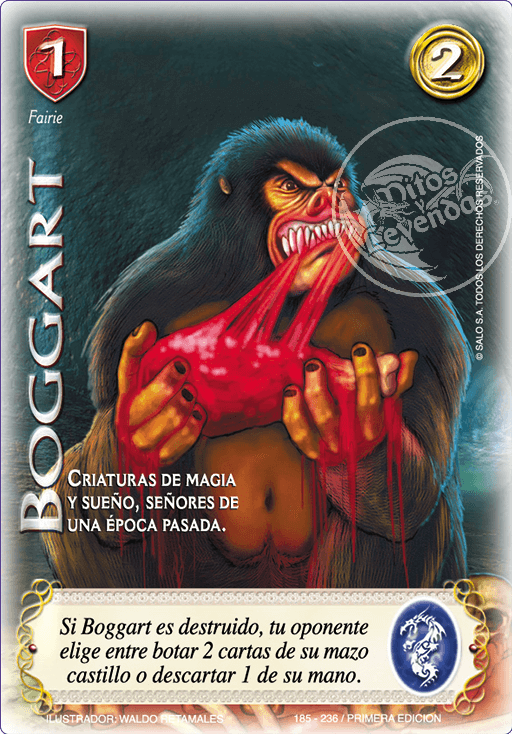 1
2
Fairie
BOGGART
Mitos
y
Leyendas
© SALO S.A. TODOS LOS DERECHOS RESERVADOS
CRIATURAS DE MAGIA
Y SUEÑO, SEÑORES DE
UNA ÉPOCA PASADA.
Si Boggart es destruido, tu oponente
elige entre botar 2 cartas de su mazo
castillo o descartar 1 de su mano.
ILUSTRADOR: WALDO RETAMALES
185 - 236 / PRIMERA EDICION